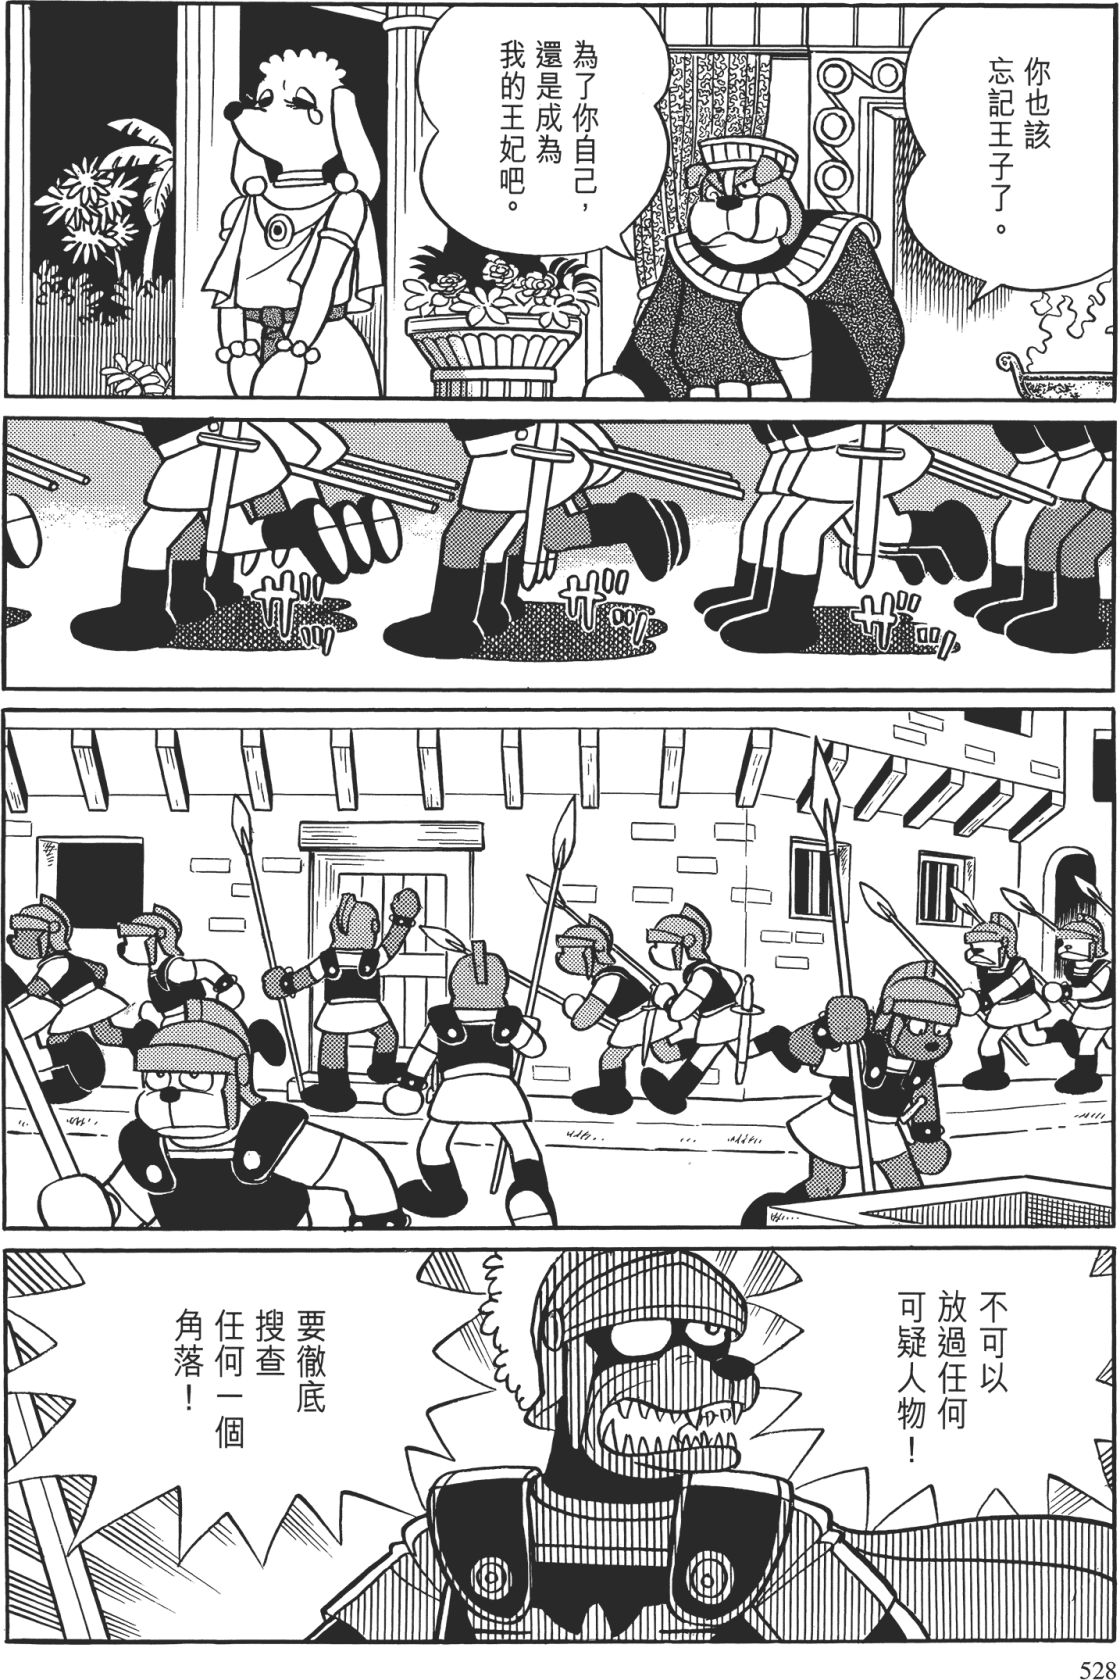 你也該
忘記王子了。
為了你自己，
還是成為
我的王妃吧。
ザッ
ザッ
ザッ
不可以
放過任何
可疑人物！
要徹底
搜查
任何一個
角落！
528